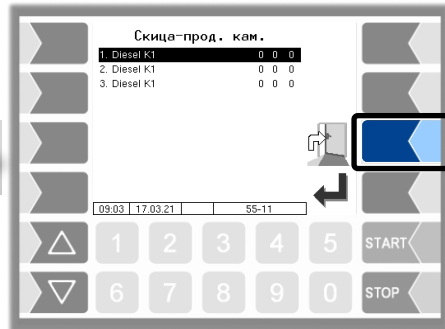 Скица-прод. кам.
1. Diesel K1 0 0 0
2. Diesel K1 0 0 0
3. Diesel K1 0 0 0
09:03 17.03.21 55-11
1 2 3 4 5 START
6 7 8 9 0 STOP